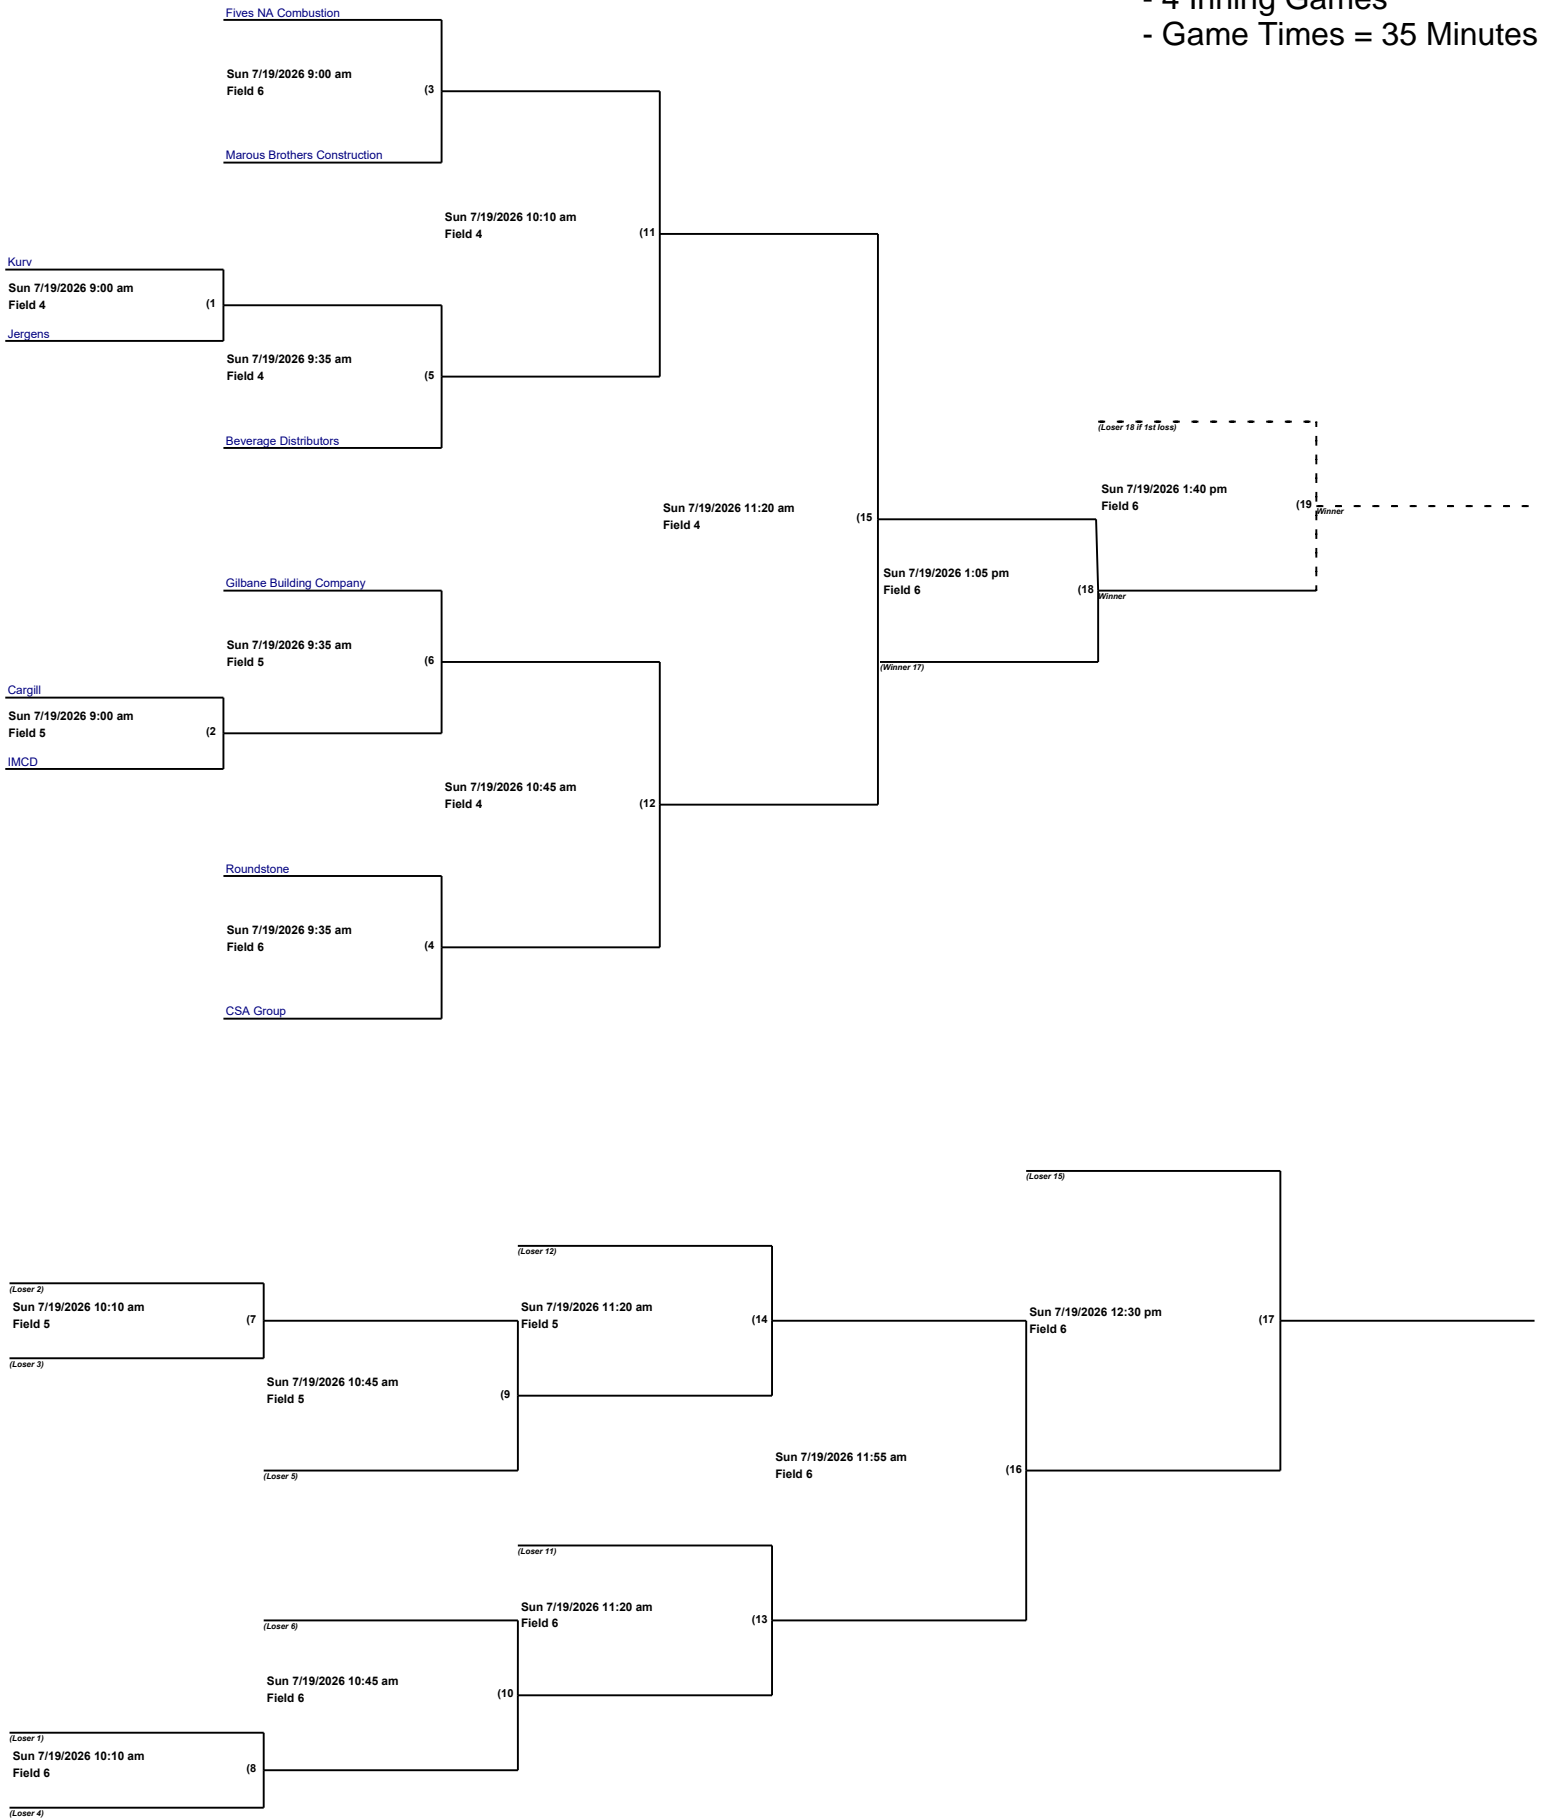 - 4 Inning Games
- Game Times = 35 Minutes
Fives NA Combustion
Sun 7/19/2026 9:00 am
Field 6
(3
Marous Brothers Construction
Sun 7/19/2026 10:10 am
Field 4
(11
Kurv
Sun 7/19/2026 9:00 am
Field 4
(1
Jergens
Sun 7/19/2026 9:35 am
Field 4
(5
Beverage Distributors
(Loser 18 if 1st loss)
Sun 7/19/2026 1:40 pm
Field 6
(19
Winner
Sun 7/19/2026 11:20 am
Field 4
(15
Sun 7/19/2026 1:05 pm
Field 6
(18
Winner
(Winner 17)
Gilbane Building Company
Sun 7/19/2026 9:35 am
Field 5
(6
Cargill
Sun 7/19/2026 9:00 am
Field 5
(2
IMCD
Sun 7/19/2026 10:45 am
Field 4
(12
Roundstone
Sun 7/19/2026 9:35 am
Field 6
(4
CSA Group
(Loser 15)
(Loser 12)
(Loser 2)
Sun 7/19/2026 10:10 am
Field 5
(7
(Loser 3)
Sun 7/19/2026 11:20 am
Field 5
(14
Sun 7/19/2026 12:30 pm
Field 6
(17
Sun 7/19/2026 10:45 am
Field 5
(9
(Loser 5)
Sun 7/19/2026 11:55 am
Field 6
(16
(Loser 11)
Sun 7/19/2026 11:20 am
Field 6
(13
(Loser 6)
Sun 7/19/2026 10:45 am
Field 6
(10
(Loser 1)
Sun 7/19/2026 10:10 am
Field 6
(8
(Loser 4)